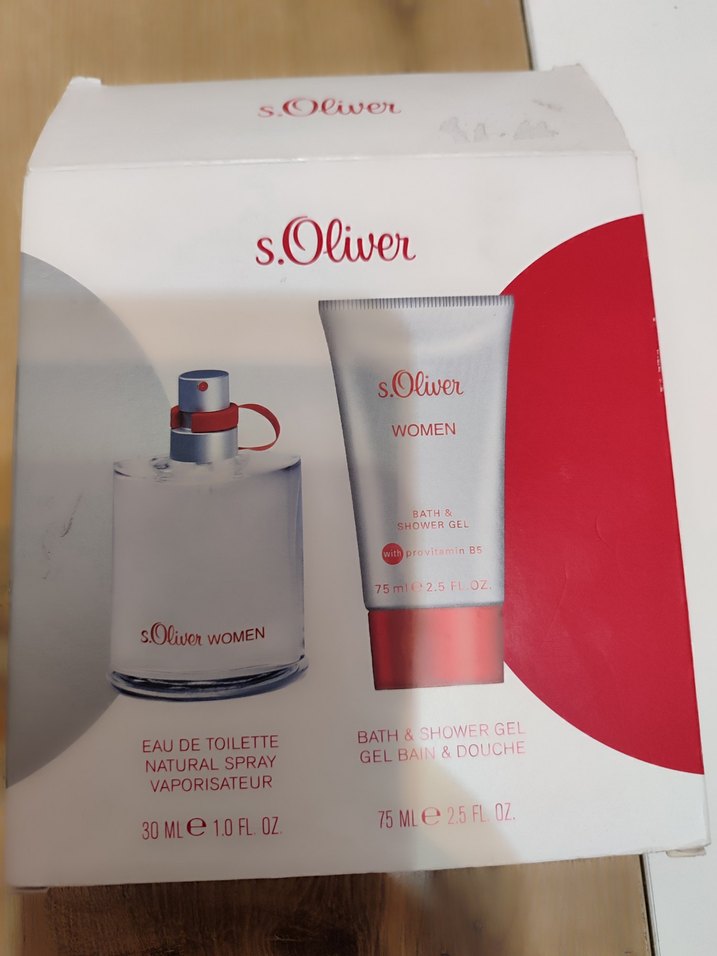 s.Oliver
s.Oliver
s.Oliver
WOMEN
BATH &
SHOWER GEL
with provitamin B5
75 ml ℮ 2.5 FL.OZ.
s.Oliver WOMEN
EAU DE TOILETTE
NATURAL SPRAY
VAPORISATEUR
30 ML ℮ 1.0 FL. OZ.
BATH & SHOWER GEL
GEL BAIN & DOUCHE
75 ML ℮ 2.5 FL. OZ.